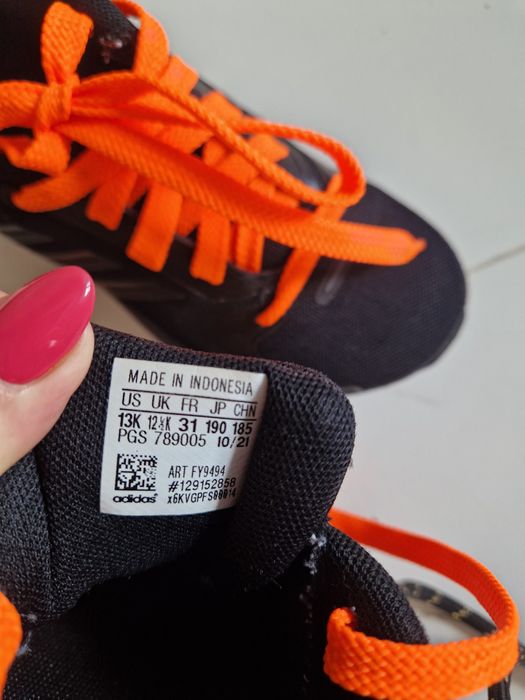 MADE IN INDONESIA
US UK FR JP CHN
13K 12½K 31 190 185
PGS 789005 10/21
ART FY9494
#129152858
adidas® x6KVGPFS00014